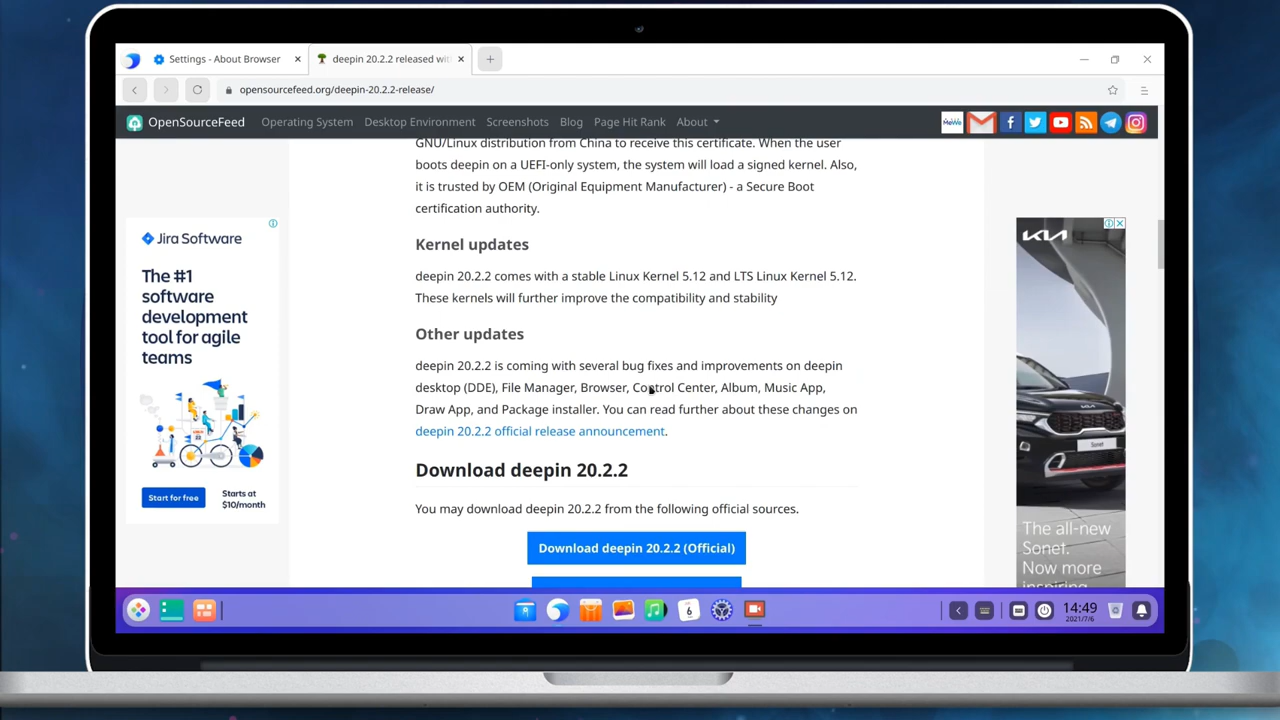 Settings - About Browser
deepin 20.2.2 released wit
opensourcefeed.org/deepin-20.2.2-release/
OpenSourceFeed
Operating System
Desktop Environment
Screenshots
Blog
Page Hit Rank
About
MeWe
GNU/Linux distribution from China to receive this certificate. When the user
boots deepin on a UEFI-only system, the system will load a signed kernel. Also,
it is trusted by OEM (Original Equipment Manufacturer) - a Secure Boot
certification authority.
Kernel updates
deepin 20.2.2 comes with a stable Linux Kernel 5.12 and LTS Linux Kernel 5.12.
These kernels will further improve the compatibility and stability
Other updates
deepin 20.2.2 is coming with several bug fixes and improvements on deepin
desktop (DDE), File Manager, Browser, Control Center, Album, Music App,
Draw App, and Package installer. You can read further about these changes on
deepin 20.2.2 official release announcement.
Download deepin 20.2.2
You may download deepin 20.2.2 from the following official sources.
Download deepin 20.2.2 (Official)
Jira Software
The #1
software
development
tool for agile
teams
Start for free
Starts at
$10/month
KIA
Sonet
The all-new
Sonet.
Now more
inspiring
6
14:49
2021/7/6